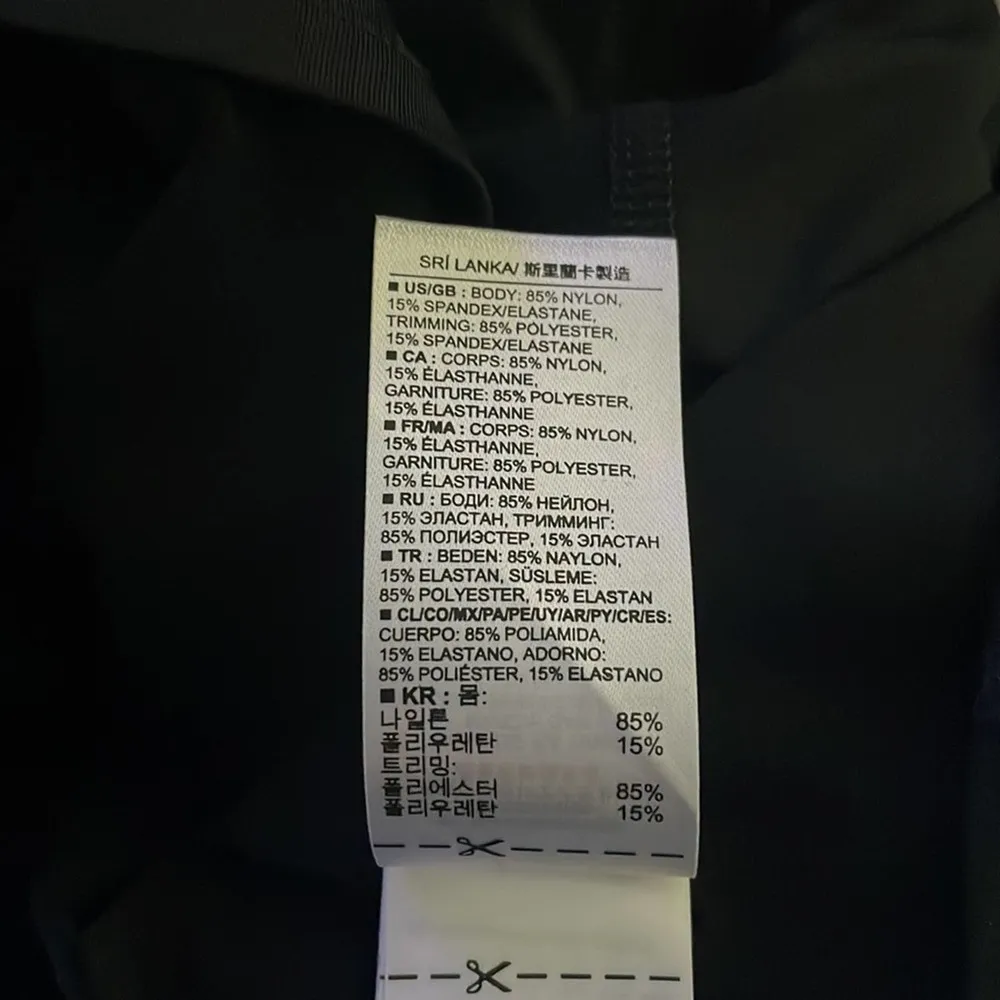 SRİ LANKA/ 斯里蘭卡製造
■ US/GB : BODY: 85% NYLON,
15% SPANDEX/ELASTANE,
TRIMMING: 85% POLYESTER,
15% SPANDEX/ELASTANE
■ CA : CORPS: 85% NYLON,
15% ÉLASTHANNE,
GARNITURE: 85% POLYESTER,
15% ÉLASTHANNE
■ FR/MA : CORPS: 85% NYLON,
15% ÉLASTHANNE,
GARNITURE: 85% POLYESTER,
15% ÉLASTHANNE
■ RU : БОДИ: 85% НЕЙЛОН,
15% ЭЛАСТАН, ТРИММИНГ:
85% ПОЛИЭСТЕР, 15% ЭЛАСТАН
■ TR : BEDEN: 85% NAYLON,
15% ELASTAN, SÜSLEME:
85% POLYESTER, 15% ELASTAN
■ CL/CO/MX/PA/PE/UY/AR/PY/CR/ES:
CUERPO: 85% POLIAMIDA,
15% ELASTANO, ADORNO:
85% POLIÉSTER, 15% ELASTANO
■ KR : 몸:
나일론 85%
폴리우레탄 15%
트리밍:
폴리에스터 85%
폴리우레탄 15%